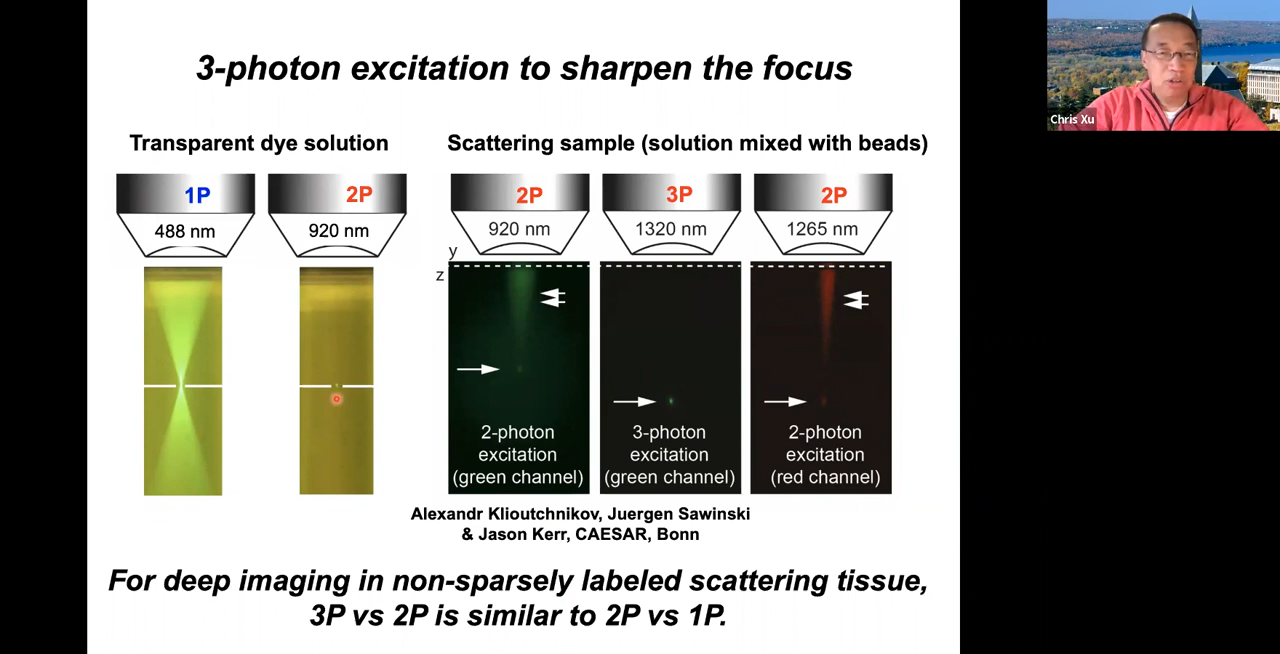 3-photon excitation to sharpen the focus
Chris Xu
Transparent dye solution
Scattering sample (solution mixed with beads)
1P
2P
2P
3P
2P
488 nm
920 nm
920 nm
1320 nm
1265 nm
y
z
2-photon
excitation
(green channel)
3-photon
excitation
(green channel)
2-photon
excitation
(red channel)
Alexandr Klioutchnikov, Juergen Sawinski
& Jason Kerr, CAESAR, Bonn
For deep imaging in non-sparsely labeled scattering tissue,
3P vs 2P is similar to 2P vs 1P.